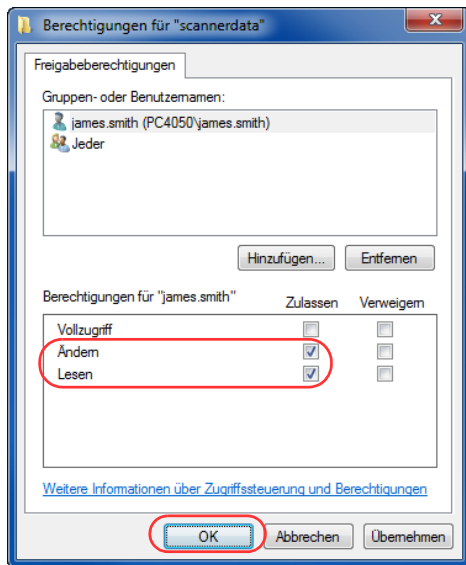 Berechtigungen für "scannerdata"
Freigabeberechtigungen
Gruppen- oder Benutzernamen:
james.smith (PC4050\james.smith)
Jeder
Hinzufügen... Entfernen
Berechtigungen für "james.smith" Zulassen Verweigern
Vollzugriff
Ändern
Lesen
Weitere Informationen über Zugriffssteuerung und Berechtigungen
OK Abbrechen Übernehmen